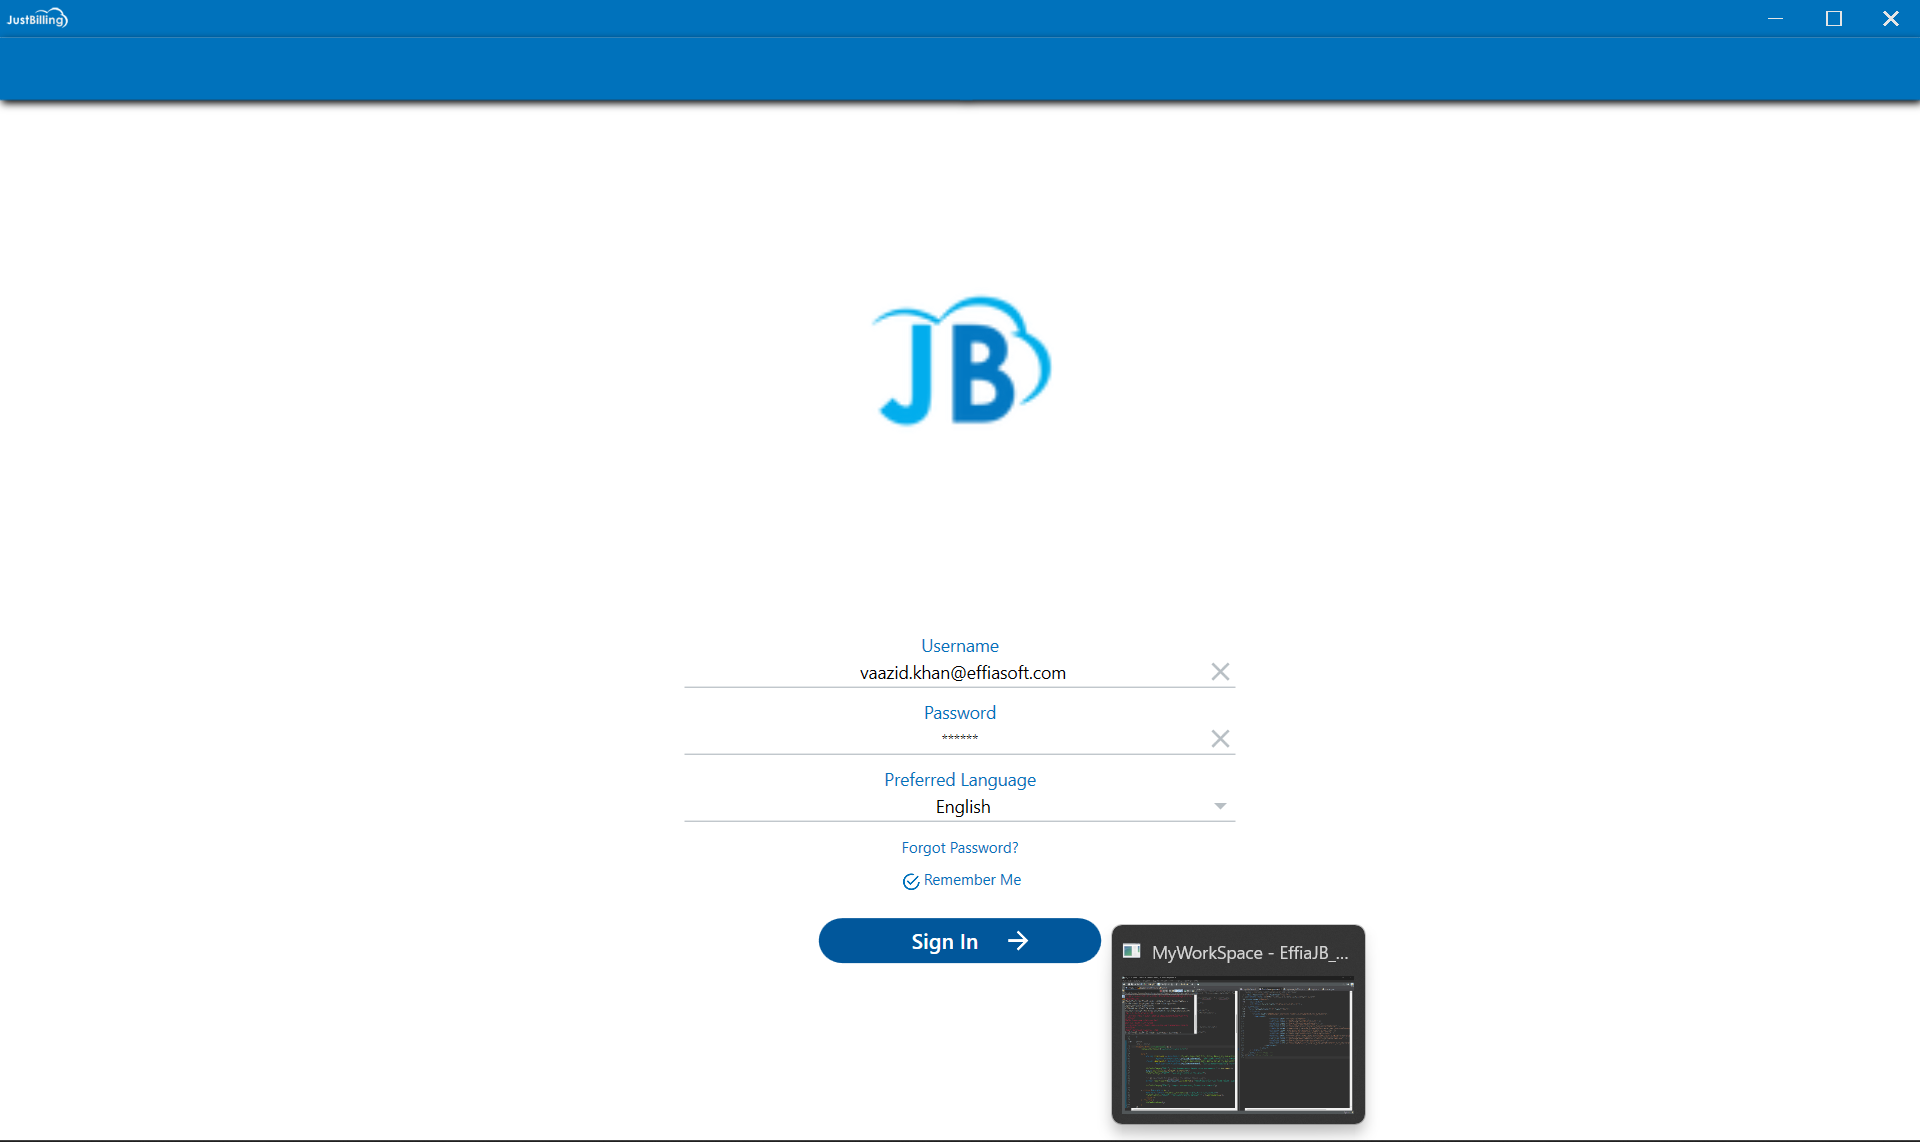 JustBilling
JB
Username
vaazid.khan@effiasoft.com
Password
******
Preferred Language
English
Forgot Password?
Remember Me
Sign In
MyWorkSpace - EffiaJB_...